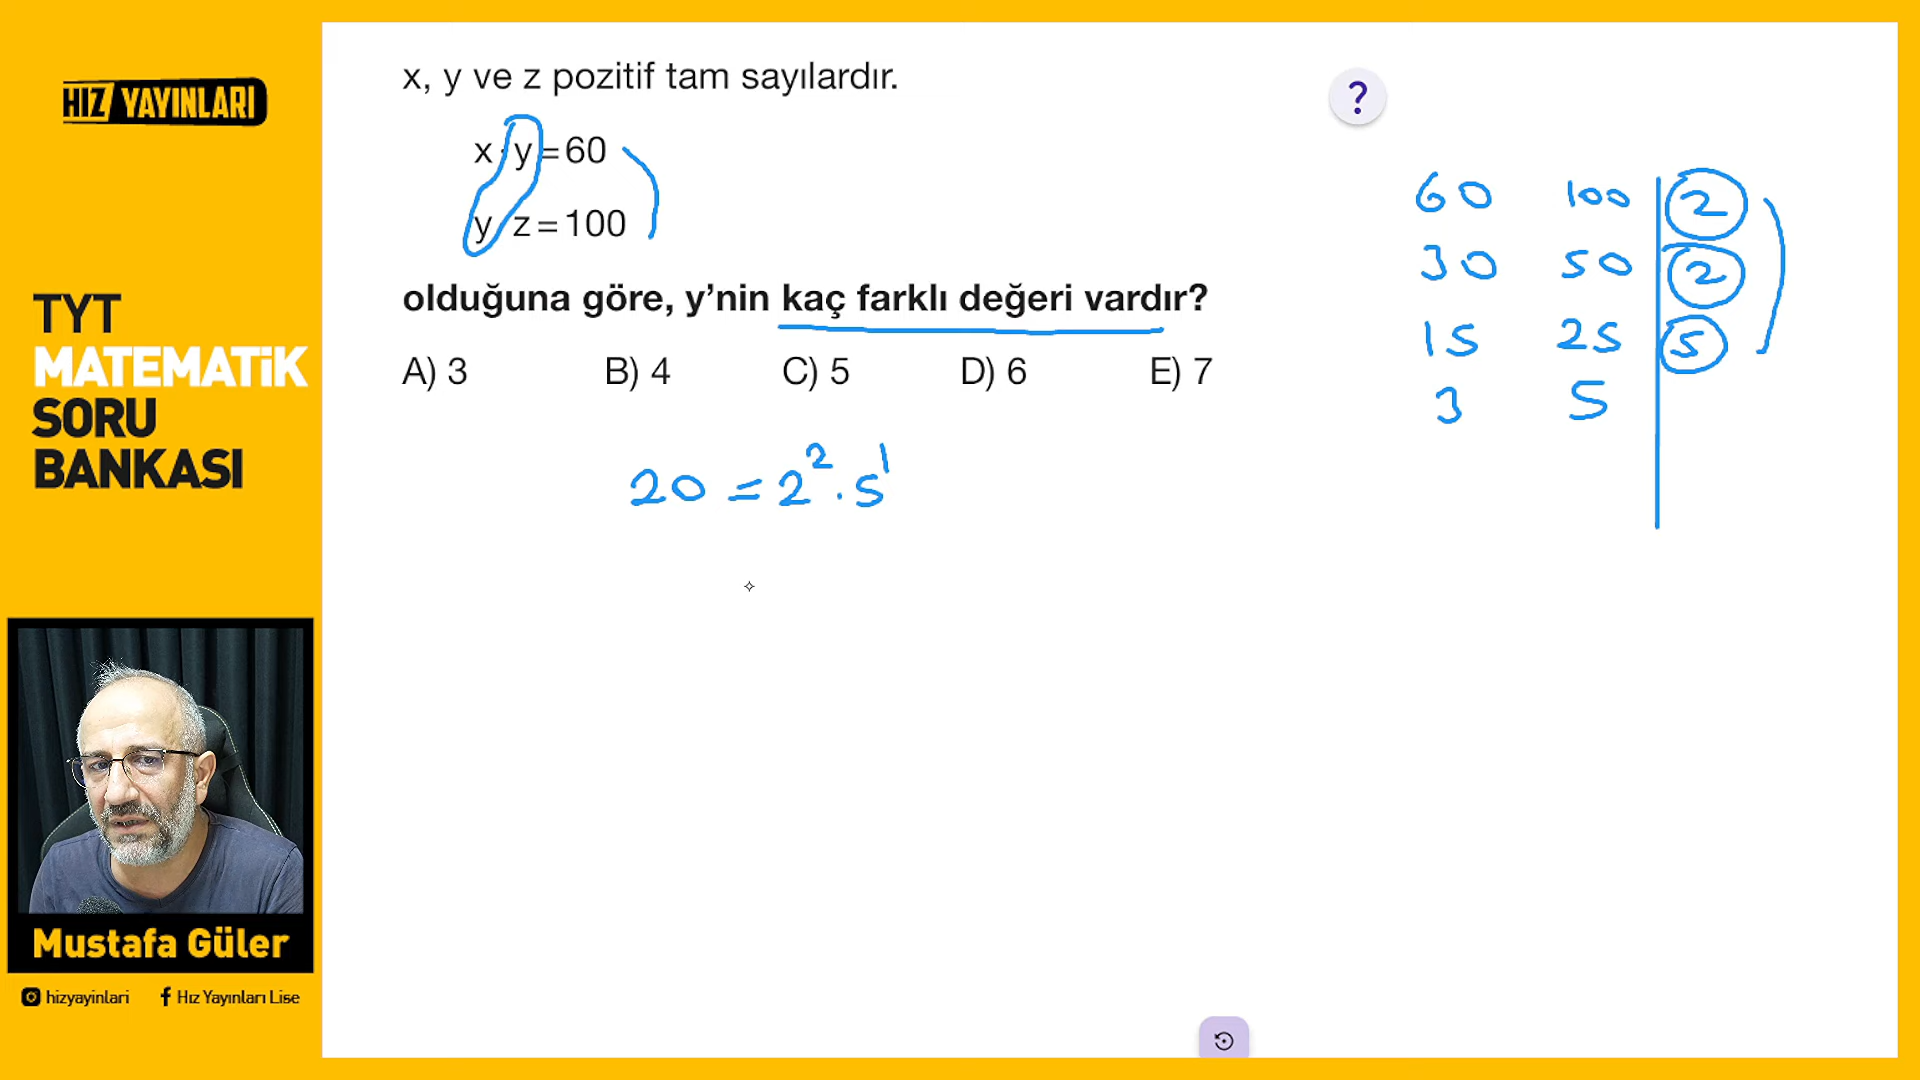 HIZ YAYINLARI
TYT
MATEMATİK
SORU
BANKASI
Mustafa Güler
hizyayinlari
Hız Yayınları Lise
x, y ve z pozitif tam sayılardır.
x · y = 60
y · z = 100
olduğuna göre, y’nin kaç farklı değeri vardır?
A) 3 B) 4 C) 5 D) 6 E) 7
20 = 2² · 5¹
?
60 100 2
30 50 2
15 25 5
3 5